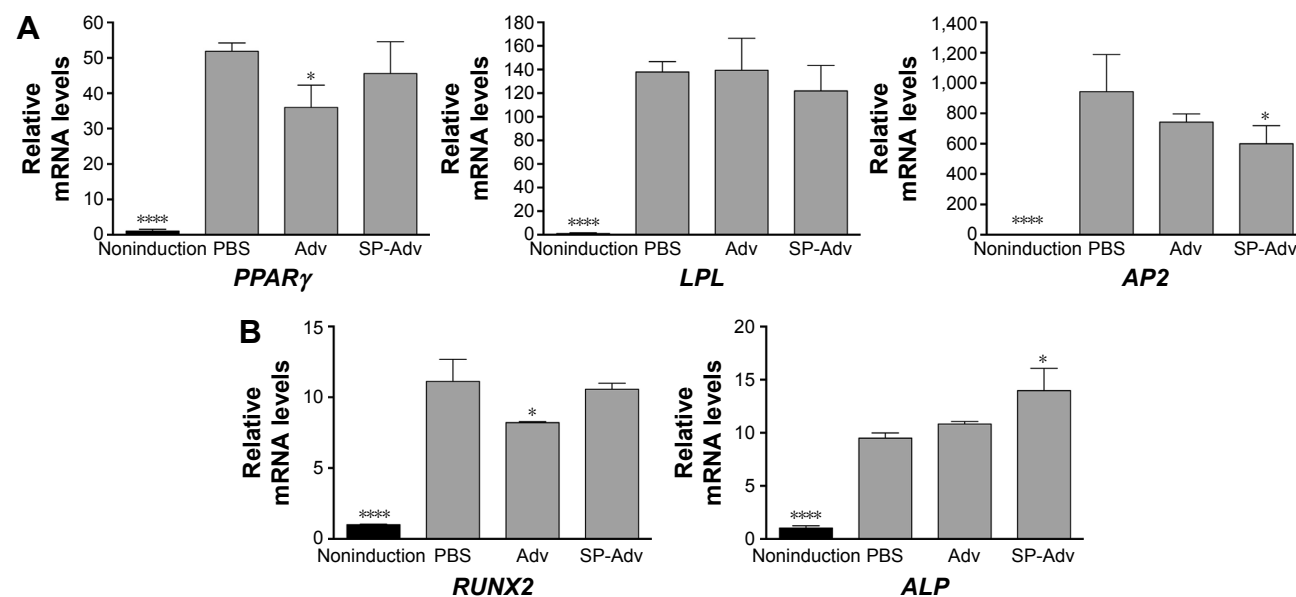 A
Relative
mRNA levels
60
50
40
30
20
10
0
****
*
Noninduction PBS Adv SP-Adv
PPARγ
Relative
mRNA levels
180
160
140
120
100
80
60
40
20
0
****
Noninduction PBS Adv SP-Adv
LPL
Relative
mRNA levels
1,400
1,200
1,000
800
600
400
200
0
****
*
Noninduction PBS Adv SP-Adv
AP2
B
Relative
mRNA levels
15
10
5
0
****
*
Noninduction PBS Adv SP-Adv
RUNX2
Relative
mRNA levels
20
15
10
5
0
****
*
Noninduction PBS Adv SP-Adv
ALP